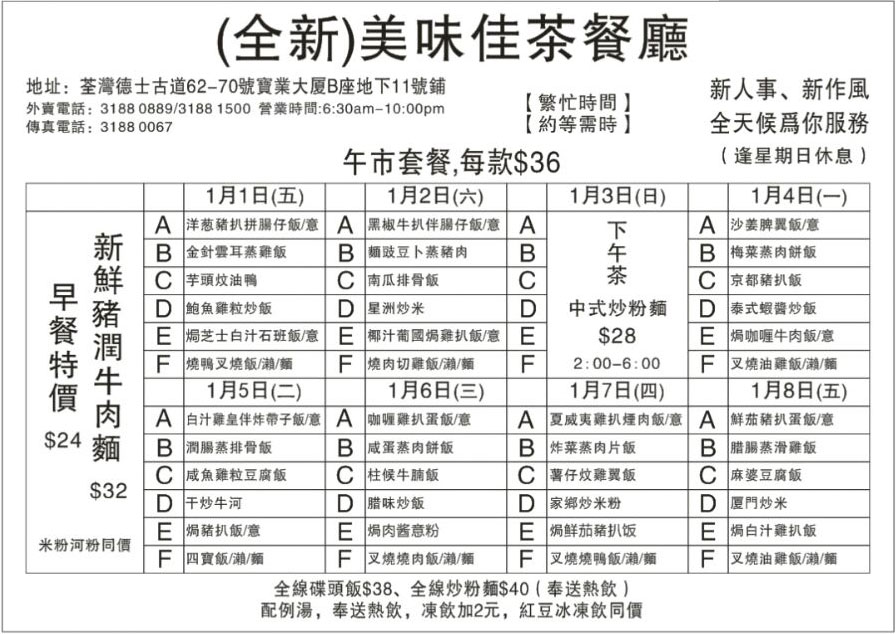 (全新)美味佳茶餐廳
地址：荃灣德士古道62-70號寶業大厦B座地下11號鋪
外賣電話：3188 0889/3188 1500 營業時間:6:30am-10:00pm
傳真電話：3188 0067
【繁忙時間】
【約等需時】
新人事、新作風
全天候爲你服務
（逢星期日休息）
午市套餐,每款$36
早餐特價
$24
新鮮豬潤牛肉麵
$32
米粉河粉同價
1月1日(五)
A 洋葱豬扒拼腸仔飯/意
B 金針雲耳蒸雞飯
C 芋頭炆油鴨
D 鮑魚雞粒炒飯
E 焗芝士白汁石班飯/意
F 燒鴨叉燒飯/瀨/麵
1月2日(六)
A 黑椒牛扒伴腸仔飯/意
B 麵豉豆卜蒸豬肉
C 南瓜排骨飯
D 星洲炒米
E 椰汁葡國焗雞扒飯/意
F 燒肉切雞飯/瀨/麵
1月3日(日)
A
B
C
D
E
F
下午茶
中式炒粉麵
$28
2:00-6:00
1月4日(一)
A 沙姜脾翼飯/意
B 梅菜蒸肉餅飯
C 京都豬扒飯
D 泰式蝦醬炒飯
E 焗咖喱牛肉飯/意
F 叉燒油雞飯/瀨/麵
1月5日(二)
A 白汁雞皇伴炸帶子飯/意
B 潤腸蒸排骨飯
C 咸魚雞粒豆腐飯
D 干炒牛河
E 焗豬扒飯/意
F 四寶飯/瀨/麵
1月6日(三)
A 咖喱雞扒蛋飯/意
B 咸蛋蒸肉餅飯
C 柱候牛腩飯
D 腊味炒飯
E 焗肉酱意粉
F 叉燒燒肉飯/瀨/麵
1月7日(四)
A 夏威夷雞扒煙肉飯/意
B 炸菜蒸肉片飯
C 薯仔炆雞翼飯
D 家鄉炒米粉
E 焗鮮茄豬扒饭
F 叉燒燒鴨飯/瀨/麵
1月8日(五)
A 鮮茄豬扒蛋飯/意
B 腊腸蒸滑雞飯
C 麻婆豆腐飯
D 厦門炒米
E 焗白汁雞扒飯
F 叉燒油雞飯/瀨/麵
全線碟頭飯$38、全線炒粉麵$40（奉送熱飲）
配例湯，奉送熱飲，凍飲加2元，紅豆冰凍飲同價